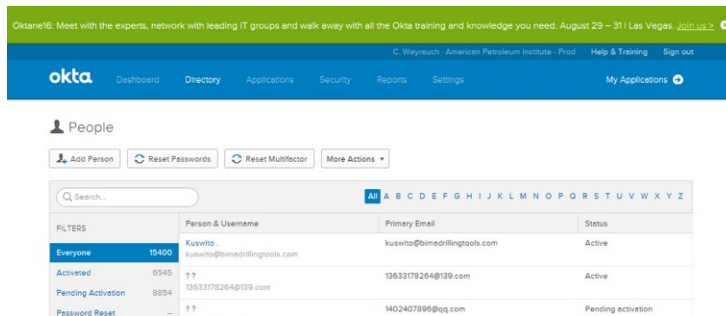 Oktane16: Meet with the experts, network with leading IT groups and walk away with all the Okta training and knowledge you need. August 29 – 31 | Las Vegas. Join us >
C. Weyrauch - American Petroleum Institute - Prod Help & Training Sign out
okta Dashboard Directory Applications Security Reports Settings My Applications
People
Add Person Reset Passwords Reset Multifactor More Actions
Search... All A B C D E F G H I J K L M N O P Q R S T U V W X Y Z
FILTERS Person & Username Primary Email Status
Everyone 15400 Kuswito . kuswito@bimedrillingtools.com Active
kuswito@bimedrillingtools.com
Activated 6545 ? ? 13633178264@139.com Active
13633178264@139.com
Pending Activation 8854
Password Reset -- ? ? 1402407896@qq.com Pending activation